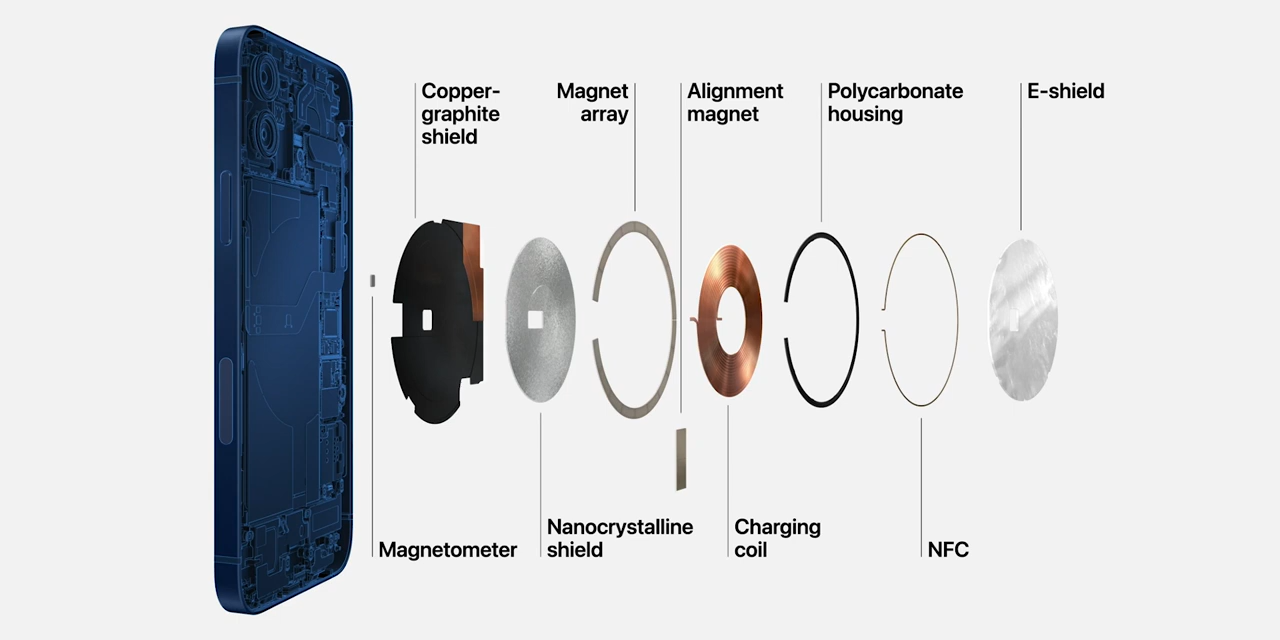 Copper-
graphite
shield
Magnet
array
Alignment
magnet
Polycarbonate
housing
E-shield
Magnetometer
Nanocrystalline
shield
Charging
coil
NFC